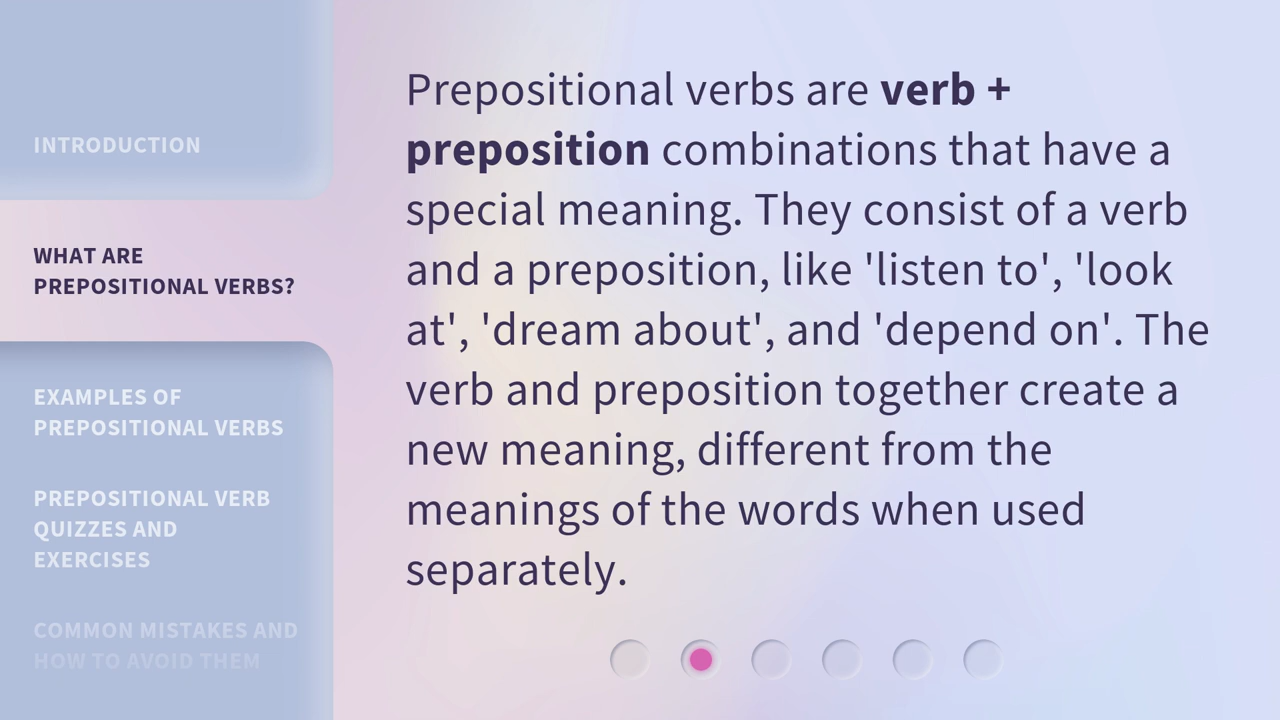 INTRODUCTION
WHAT ARE
PREPOSITIONAL VERBS?
EXAMPLES OF
PREPOSITIONAL VERBS
PREPOSITIONAL VERB
QUIZZES AND
EXERCISES
COMMON MISTAKES AND
HOW TO AVOID THEM
Prepositional verbs are verb +
preposition combinations that have a
special meaning. They consist of a verb
and a preposition, like 'listen to', 'look
at', 'dream about', and 'depend on'. The
verb and preposition together create a
new meaning, different from the
meanings of the words when used
separately.